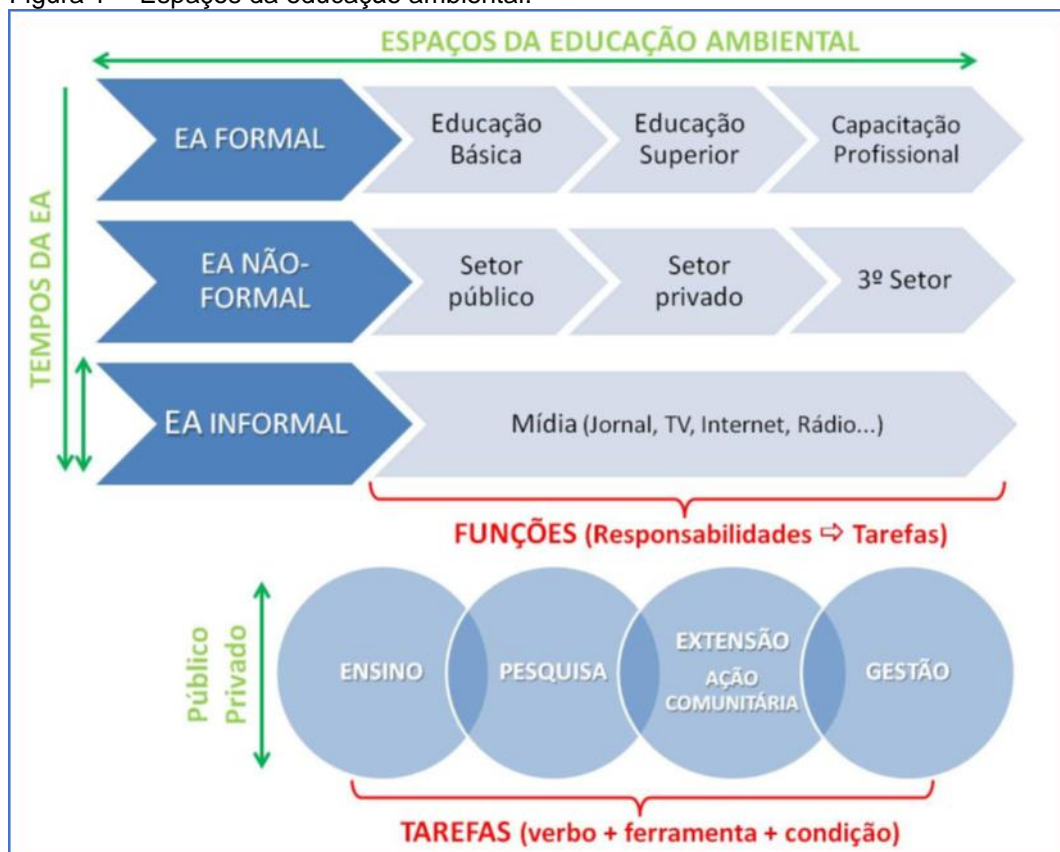 Figura 1 – Espaços da educação ambiental.
ESPAÇOS DA EDUCAÇÃO AMBIENTAL
TEMPOS DA EA
EA FORMAL
Educação
Básica
Educação
Superior
Capacitação
Profissional
EA NÃO-
FORMAL
Setor
público
Setor
privado
3º Setor
EA INFORMAL
Mídia (Jornal, TV, Internet, Rádio...)
FUNÇÕES (Responsabilidades ⇨ Tarefas)
Público
Privado
ENSINO
PESQUISA
EXTENSÃO
AÇÃO
COMUNITÁRIA
GESTÃO
TAREFAS (verbo + ferramenta + condição)